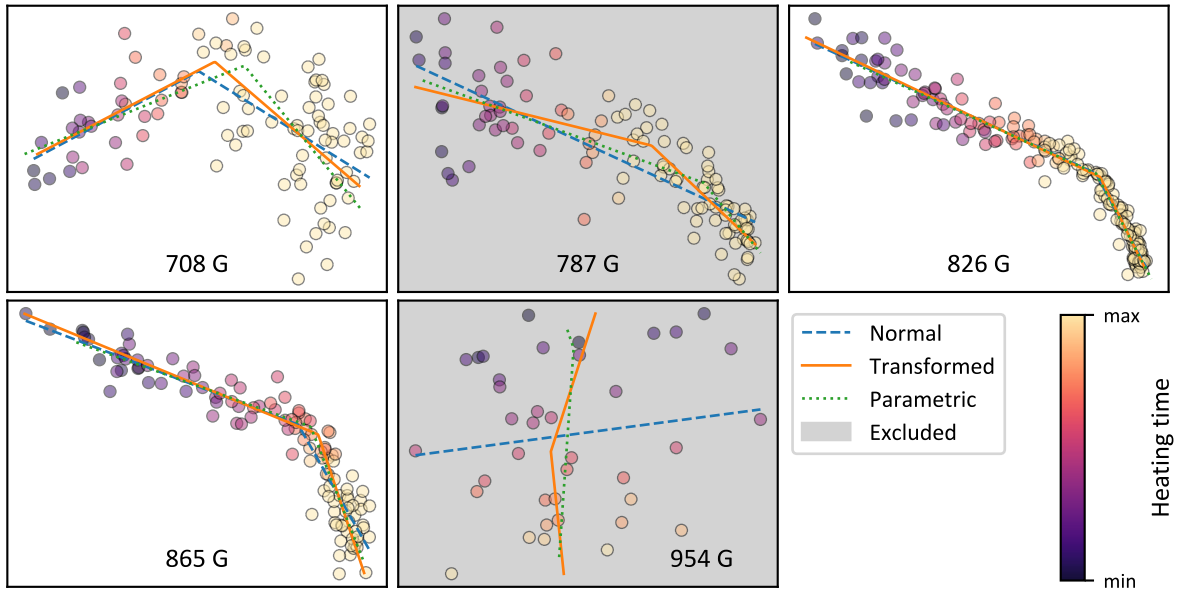 708 G
787 G
826 G
865 G
954 G
Normal
Transformed
Parametric
Excluded
max
Heating time
min